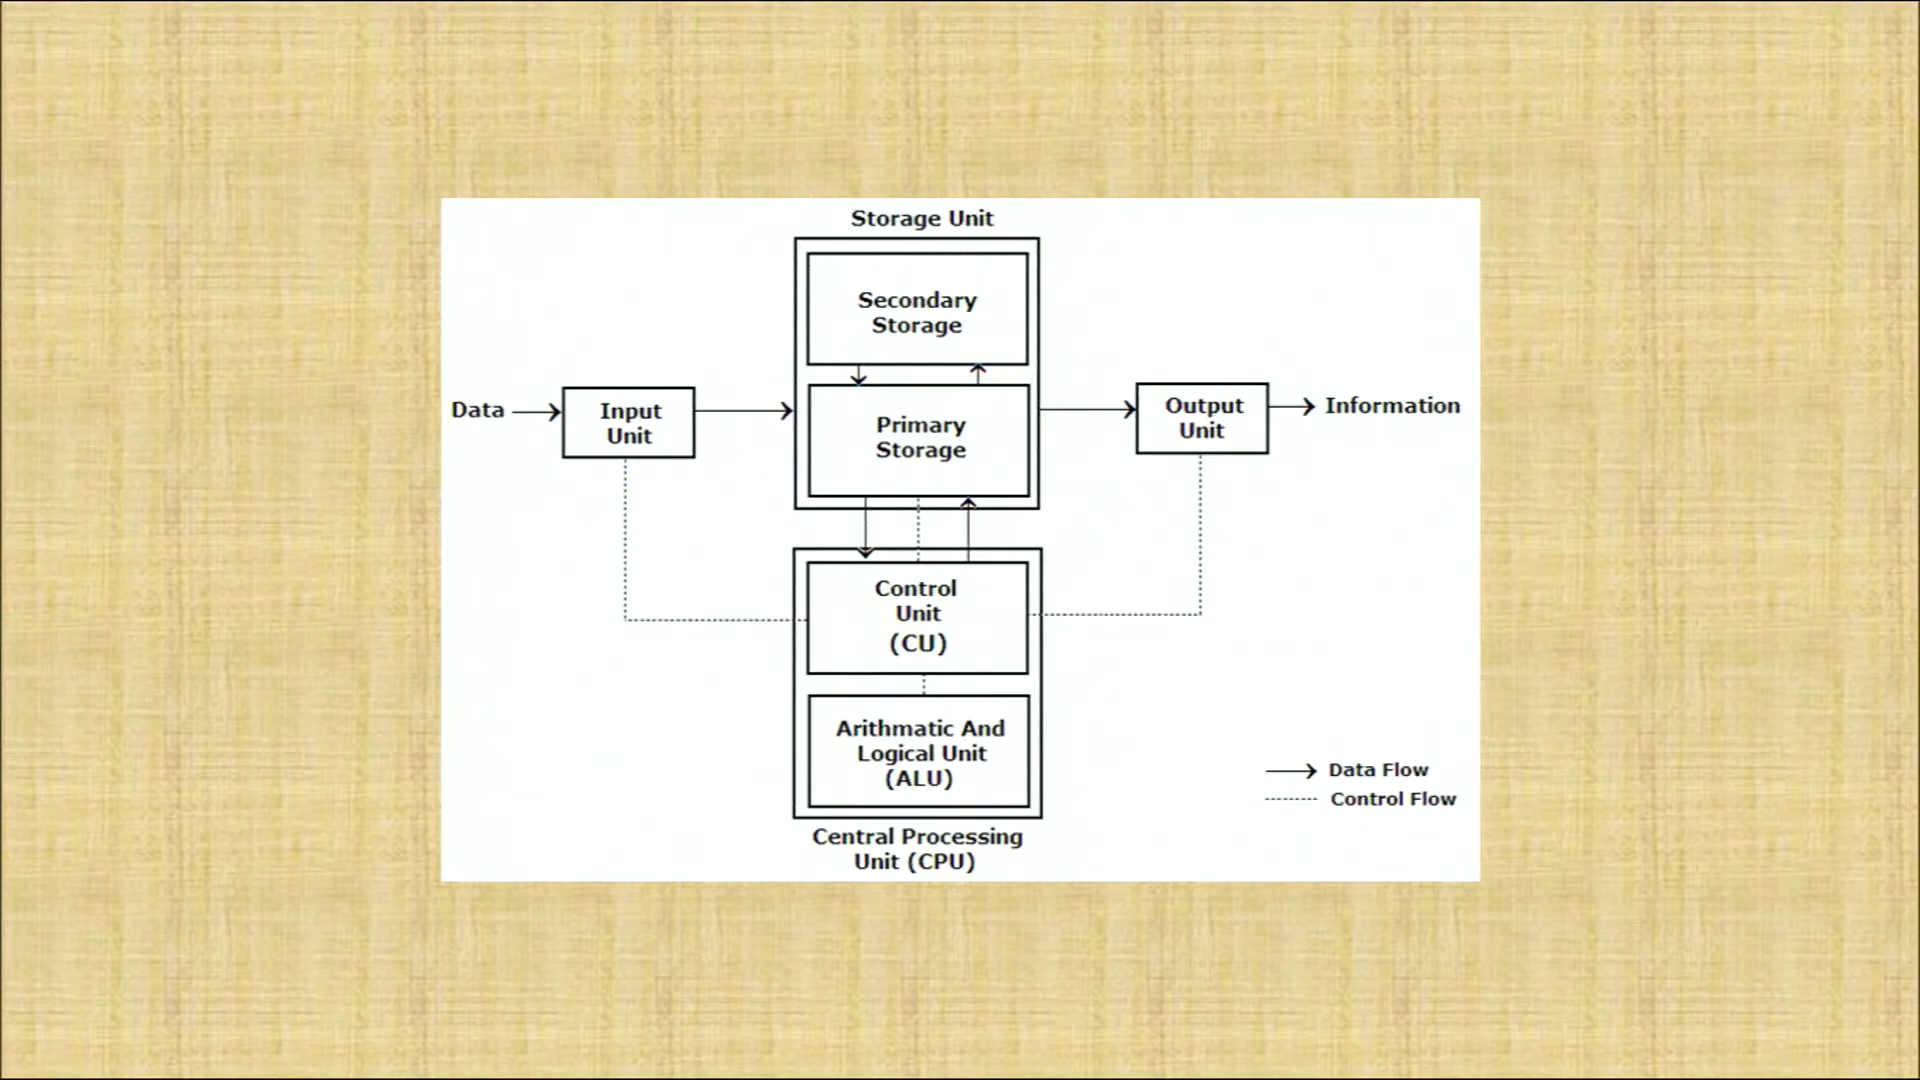 Storage Unit
Secondary
Storage
Data
Input
Unit
Primary
Storage
Output
Unit
Information
Control
Unit
(CU)
Arithmatic And
Logical Unit
(ALU)
Central Processing
Unit (CPU)
Data Flow
Control Flow